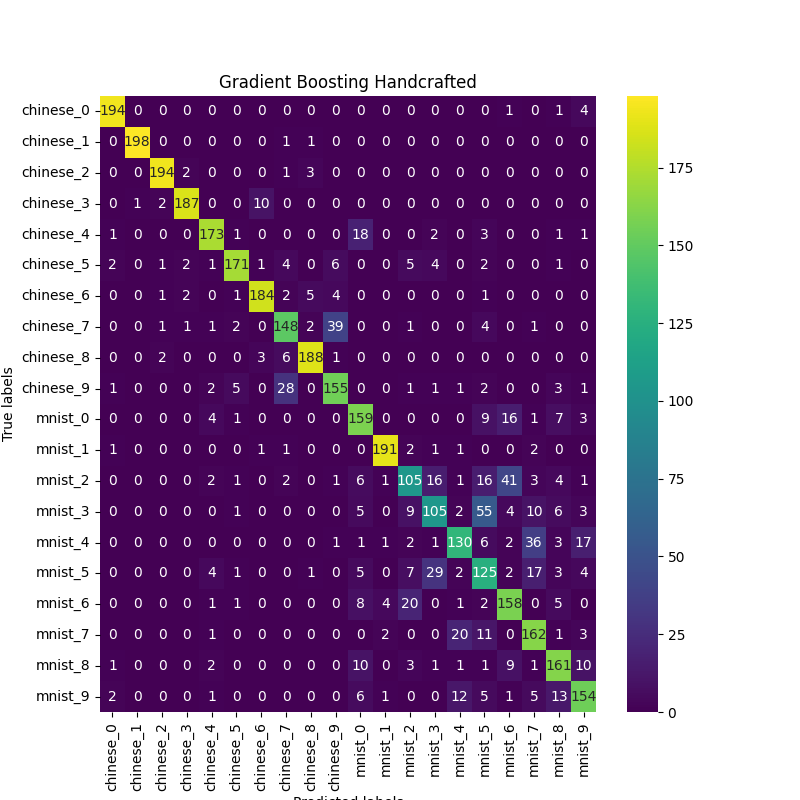 Gradient Boosting Handcrafted
chinese_0 194 0 0 0 0 0 0 0 0 0 0 0 0 0 0 0 1 0 1 4
chinese_1 0 198 0 0 0 0 0 1 1 0 0 0 0 0 0 0 0 0 0 0
chinese_2 0 0 194 2 0 0 0 1 3 0 0 0 0 0 0 0 0 0 0 0
chinese_3 0 1 2 187 0 0 10 0 0 0 0 0 0 0 0 0 0 0 0 0
chinese_4 1 0 0 0 173 1 0 0 0 0 18 0 0 2 0 3 0 0 1 1
chinese_5 2 0 1 2 1 171 1 4 0 6 0 0 5 4 0 2 0 0 1 0
chinese_6 0 0 1 2 0 1 184 2 5 4 0 0 0 0 0 1 0 0 0 0
chinese_7 0 0 1 1 1 2 0 148 2 39 0 0 1 0 0 4 0 1 0 0
chinese_8 0 0 2 0 0 0 3 6 188 1 0 0 0 0 0 0 0 0 0 0
chinese_9 1 0 0 0 2 5 0 28 0 155 0 0 1 1 1 2 0 0 3 1
mnist_0 0 0 0 0 4 1 0 0 0 0 159 0 0 0 0 9 16 1 7 3
mnist_1 1 0 0 0 0 0 1 1 0 0 0 191 2 1 1 0 0 2 0 0
mnist_2 0 0 0 0 2 1 0 2 0 1 6 1 105 16 1 16 41 3 4 1
mnist_3 0 0 0 0 0 1 0 0 0 0 5 0 9 105 2 55 4 10 6 3
mnist_4 0 0 0 0 0 0 0 0 0 1 1 1 2 1 130 6 2 36 3 17
mnist_5 0 0 0 0 4 1 0 0 1 0 5 0 7 29 2 125 2 17 3 4
mnist_6 0 0 0 0 1 1 0 0 0 0 8 4 20 0 1 2 158 0 5 0
mnist_7 0 0 0 0 1 0 0 0 0 0 0 2 0 0 20 11 0 162 1 3
mnist_8 1 0 0 0 2 0 0 0 0 0 10 0 3 1 1 1 9 1 161 10
mnist_9 2 0 0 0 1 0 0 0 0 0 6 1 0 0 12 5 1 5 13 154
chinese_0 chinese_1 chinese_2 chinese_3 chinese_4 chinese_5 chinese_6 chinese_7 chinese_8 chinese_9 mnist_0 mnist_1 mnist_2 mnist_3 mnist_4 mnist_5 mnist_6 mnist_7 mnist_8 mnist_9
True labels
Predicted labels
175
150
125
100
75
50
25
0